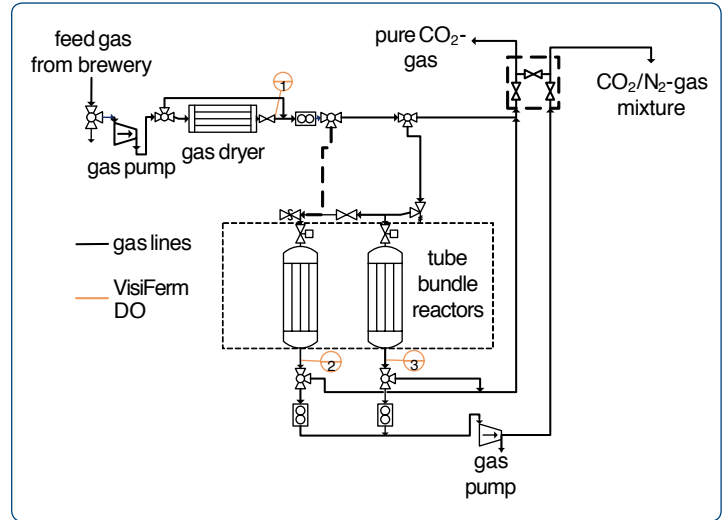 feed gas
from brewery
pure CO₂-
gas
CO₂/N₂-gas
mixture
1
gas pump
gas dryer
gas lines
VisiFerm
DO
tube
bundle
reactors
2
3
gas
pump